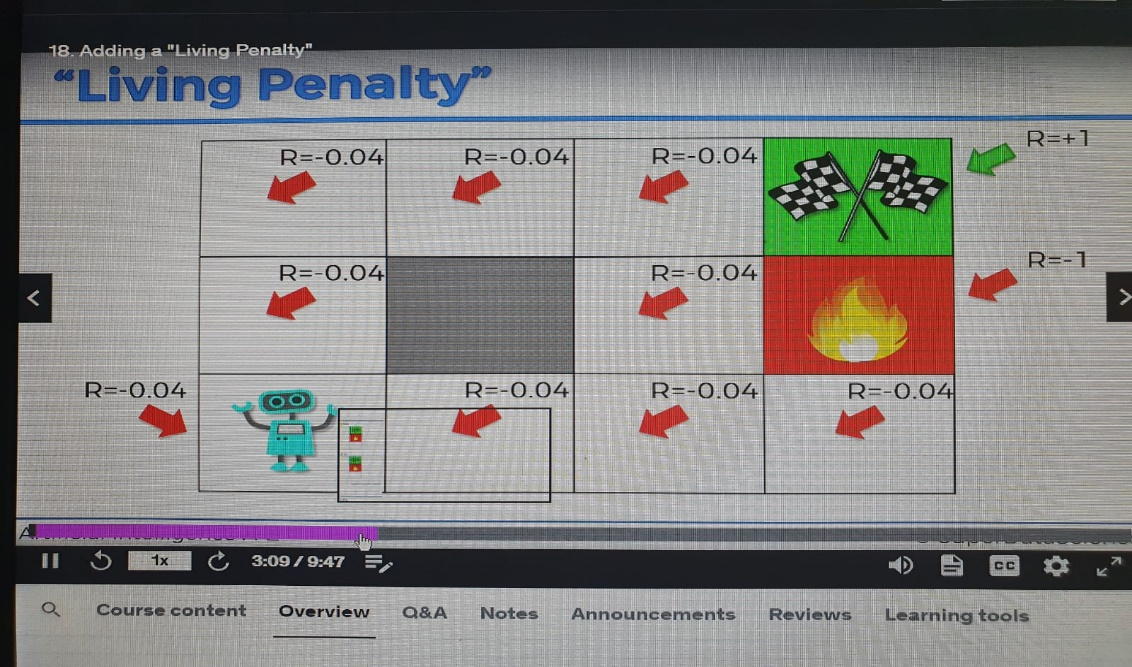 18. Adding a "Living Penalty"
“Living Penalty”
R=+1
R=-0.04 R=-0.04 R=-0.04
R=-1
R=-0.04 R=-0.04
R=-0.04 R=-0.04 R=-0.04 R=-0.04
1x 3:09 / 9:47 CC
Course content Overview Q&A Notes Announcements Reviews Learning tools